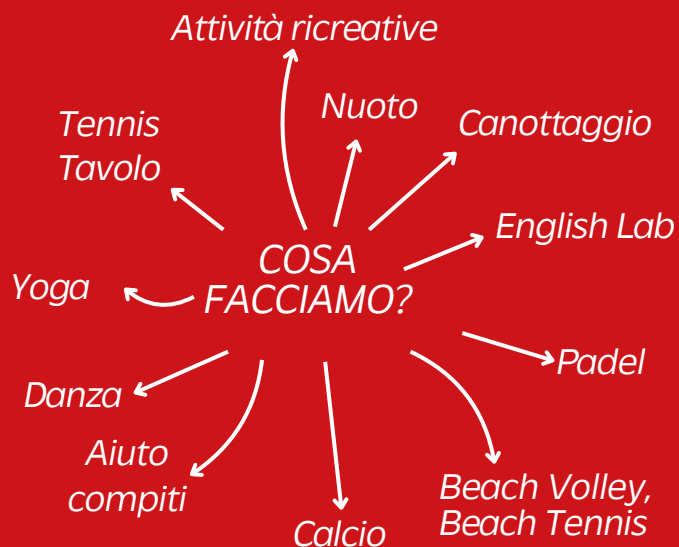 Attività ricreative
Nuoto
Canottaggio
Tennis
Tavolo
English Lab
COSA
FACCIAMO?
Yoga
Padel
Danza
Aiuto
compiti
Beach Volley,
Beach Tennis
Calcio